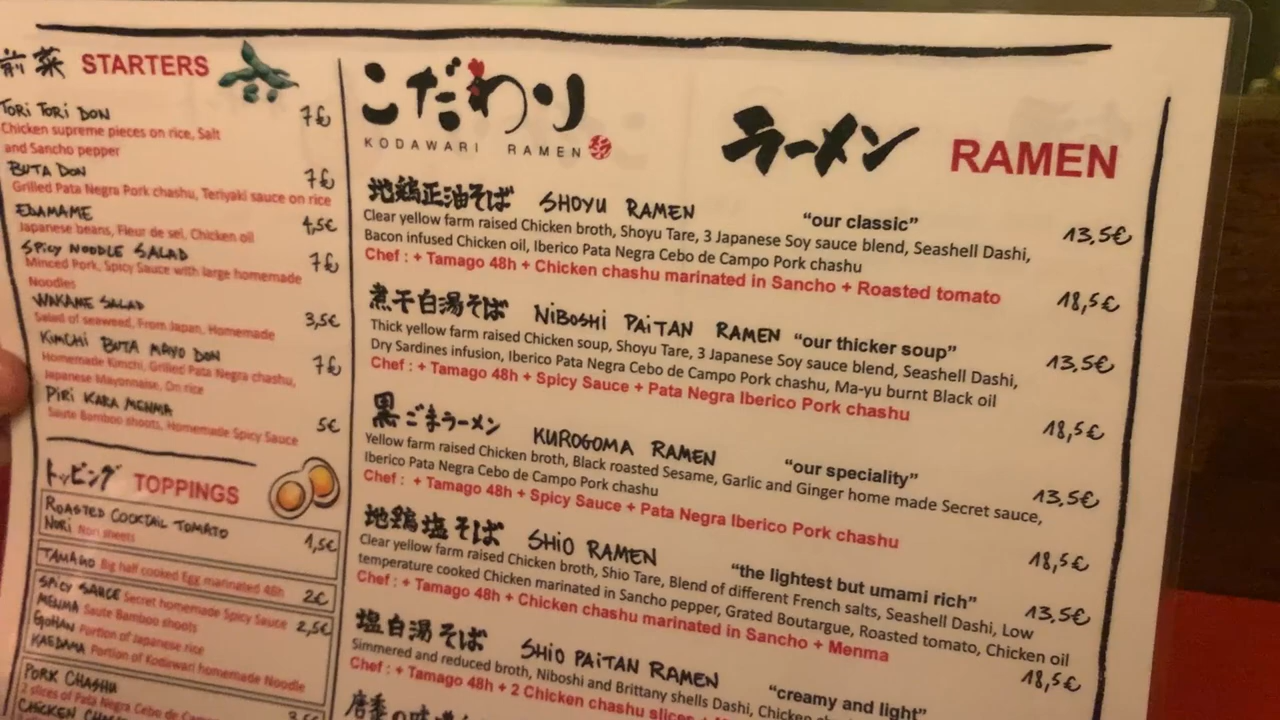 前菜 STARTERS
TORI TORI DON 7€
Chicken supreme pieces on rice, Salt
and Sancho pepper
BUTA DON 7€
Grilled Pata Negra Pork chashu, Teriyaki sauce on rice
EDAMAME 4,5€
Japanese beans, Fleur de sel, Chicken oil
SPICY NOODLE SALAD 7€
Minced Pork, Spicy Sauce with large homemade
Noodles
WAKAME SALAD 3,5€
Salad of seaweed, From Japan, Homemade
KIMCHI BUTA MAYO DON 7€
Homemade Kimchi, Grilled Pata Negra chashu,
Japanese Mayonnaise, On rice
PIRI KARA MENMA 5€
Saute Bamboo shoots, Homemade Spicy Sauce
トッピング TOPPINGS
ROASTED COCKTAIL TOMATO 1,5€
NORI Nori sheets
TAMAGO Big half cooked Egg marinated 48h 2€
SPICY SAUCE Secret homemade Spicy Sauce 2,5€
MENMA Saute Bamboo shoots
GOHAN Portion of Japanese rice
KAEDAMA Portion of Kodawari homemade Noodle
PORK CHASHU
2 slices of Pata Negra Cebo de
CHICKEN
こだわり
KODAWARI RAMEN
ラーメン RAMEN
地鶏正油そば SHOYU RAMEN "our classic" 13,5€
Clear yellow farm raised Chicken broth, Shoyu Tare, 3 Japanese Soy sauce blend, Seashell Dashi,
Bacon infused Chicken oil, Iberico Pata Negra Cebo de Campo Pork chashu
Chef : + Tamago 48h + Chicken chashu marinated in Sancho + Roasted tomato 18,5€
煮干白湯そば NIBOSHI PAITAN RAMEN "our thicker soup" 13,5€
Thick yellow farm raised Chicken soup, Shoyu Tare, 3 Japanese Soy sauce blend, Seashell Dashi,
Dry Sardines infusion, Iberico Pata Negra Cebo de Campo Pork chashu, Ma-yu burnt Black oil
Chef : + Tamago 48h + Spicy Sauce + Pata Negra Iberico Pork chashu 18,5€
黒ごまラーメン KUROGOMA RAMEN "our speciality" 13,5€
Yellow farm raised Chicken broth, Black roasted Sesame, Garlic and Ginger home made Secret sauce,
Iberico Pata Negra Cebo de Campo Pork chashu
Chef : + Tamago 48h + Spicy Sauce + Pata Negra Iberico Pork chashu 18,5€
地鶏塩そば SHIO RAMEN "the lightest but umami rich" 13,5€
Clear yellow farm raised Chicken broth, Shio Tare, Blend of different French salts, Seashell Dashi, Low
temperature cooked Chicken marinated in Sancho pepper, Grated Boutargue, Roasted tomato, Chicken oil
Chef : + Tamago 48h + Chicken chashu marinated in Sancho + Menma 18,5€
塩白湯そば SHIO PAITAN RAMEN "creamy and light"
Simmered and reduced broth, Niboshi and Brittany shells Dashi, Chicken
Chef : + Tamago 48h + 2 Chicken chashu slices +